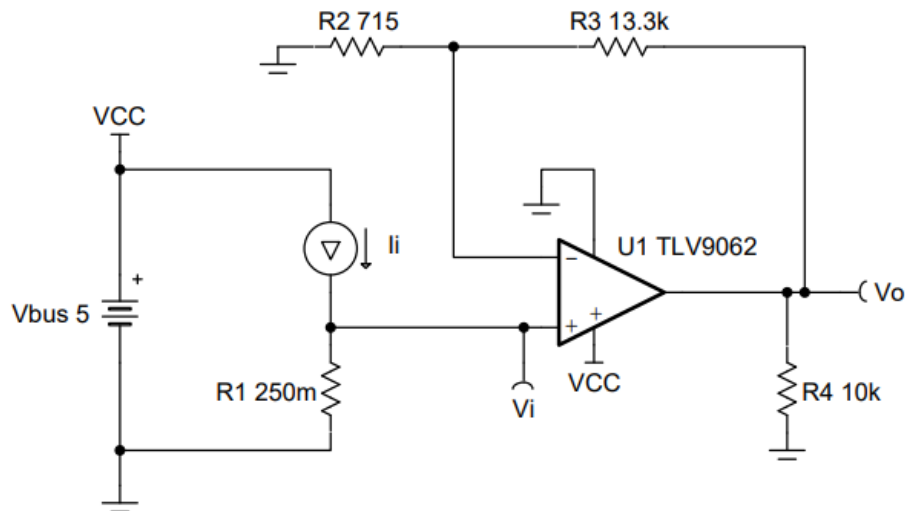 R2 715
R3 13.3k
VCC
U1 TLV9062
Ii
+
−
Vbus 5
Vo
+
+
R1 250m
VCC
Vi
R4 10k